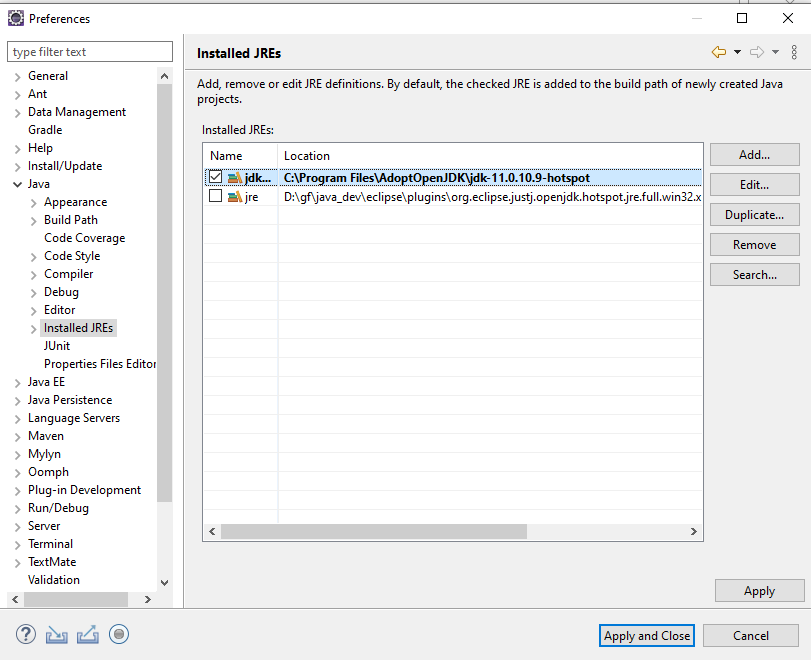 Preferences
type filter text
General
Ant
Data Management
Gradle
Help
Install/Update
Java
Appearance
Build Path
Code Coverage
Code Style
Compiler
Debug
Editor
Installed JREs
JUnit
Properties Files Editor
Java EE
Java Persistence
Language Servers
Maven
Mylyn
Oomph
Plug-in Development
Run/Debug
Server
Terminal
TextMate
Validation
Installed JREs
Add, remove or edit JRE definitions. By default, the checked JRE is added to the build path of newly created Java
projects.
Installed JREs:
Name Location
jdk... C:\Program Files\AdoptOpenJDK\jdk-11.0.10.9-hotspot
jre D:\gf\java_dev\eclipse\plugins\org.eclipse.justj.openjdk.hotspot.jre.full.win32.x
Add...
Edit...
Duplicate...
Remove
Search...
Apply
?
Apply and Close
Cancel